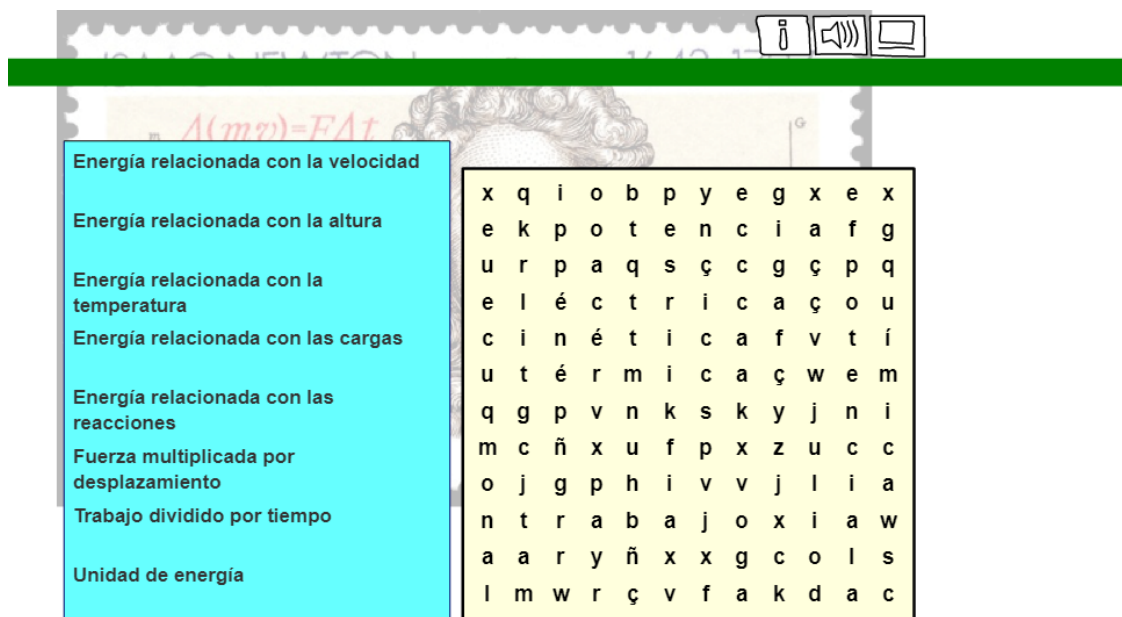 Δ(mv)=FΔt
G
Energía relacionada con la velocidad
Energía relacionada con la altura
Energía relacionada con la
temperatura
Energía relacionada con las cargas
Energía relacionada con las
reacciones
Fuerza multiplicada por
desplazamiento
Trabajo dividido por tiempo
Unidad de energía
x q i o b p y e g x e x
e k p o t e n c i a f g
u r p a q s ç c g ç p q
e l é c t r i c a ç o u
c i n é t i c a f v t í
u t é r m i c a ç w e m
q g p v n k s k y j n i
m c ñ x u f p x z u c c
o j g p h i v v j l i a
n t r a b a j o x i a w
a a r y ñ x x g c o l s
l m w r ç v f a k d a c